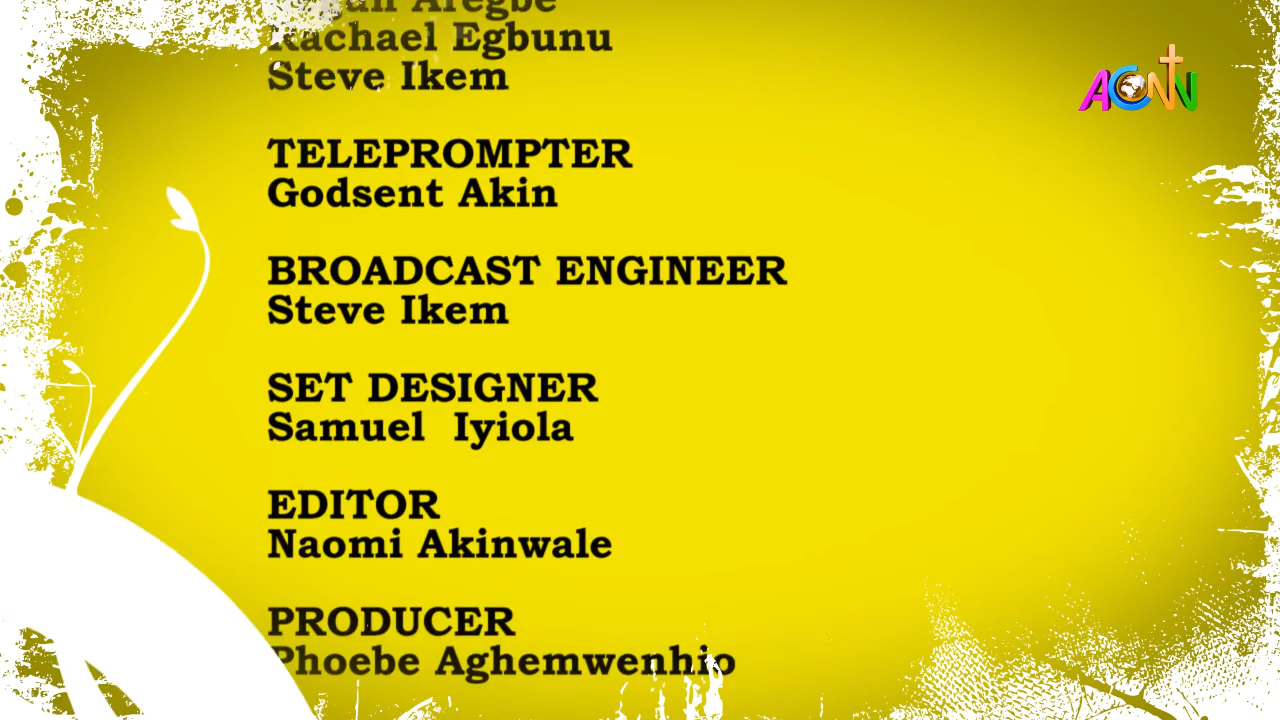 Rachael Egbunu
Steve Ikem
TELEPROMPTER
Godsent Akin
BROADCAST ENGINEER
Steve Ikem
SET DESIGNER
Samuel Iyiola
EDITOR
Naomi Akinwale
PRODUCER
Phoebe Aghemwenhio
ACNN